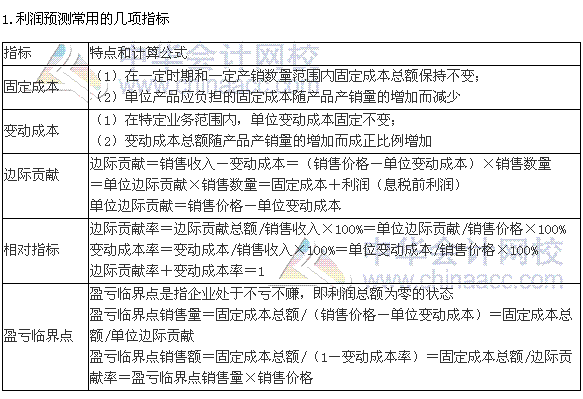 1.利润预测常用的几项指标
指标 特点和计算公式
固定成本
（1）在一定时期和一定产销数量范围内固定成本总额保持不变；
（2）单位产品应负担的固定成本随产品产销量的增加而减少
变动成本
（1）在特定业务范围内，单位变动成本固定不变；
（2）变动成本总额随产品产销量的增加而成正比例增加
边际贡献
边际贡献＝销售收入－变动成本＝（销售价格－单位变动成本）×销售数量
＝单位边际贡献×销售数量＝固定成本＋利润（息税前利润）
单位边际贡献＝销售价格－单位变动成本
相对指标
边际贡献率＝边际贡献总额/销售收入×100%＝单位边际贡献/销售价格×100%
变动成本率＝变动成本/销售收入×100%＝单位变动成本/销售价格×100%
边际贡献率＋变动成本率＝1
盈亏临界点
盈亏临界点是指企业处于不亏不赚，即利润总额为零的状态
盈亏临界点销售量＝固定成本总额/（销售价格－单位变动成本）＝固定成本总
额/单位边际贡献
盈亏临界点销售额＝固定成本总额/（1－变动成本率）＝固定成本总额/边际贡
献率＝盈亏临界点销售量×销售价格
中华会计网校
www.chinaacc.com
中华会计网校
www.chinaacc.com